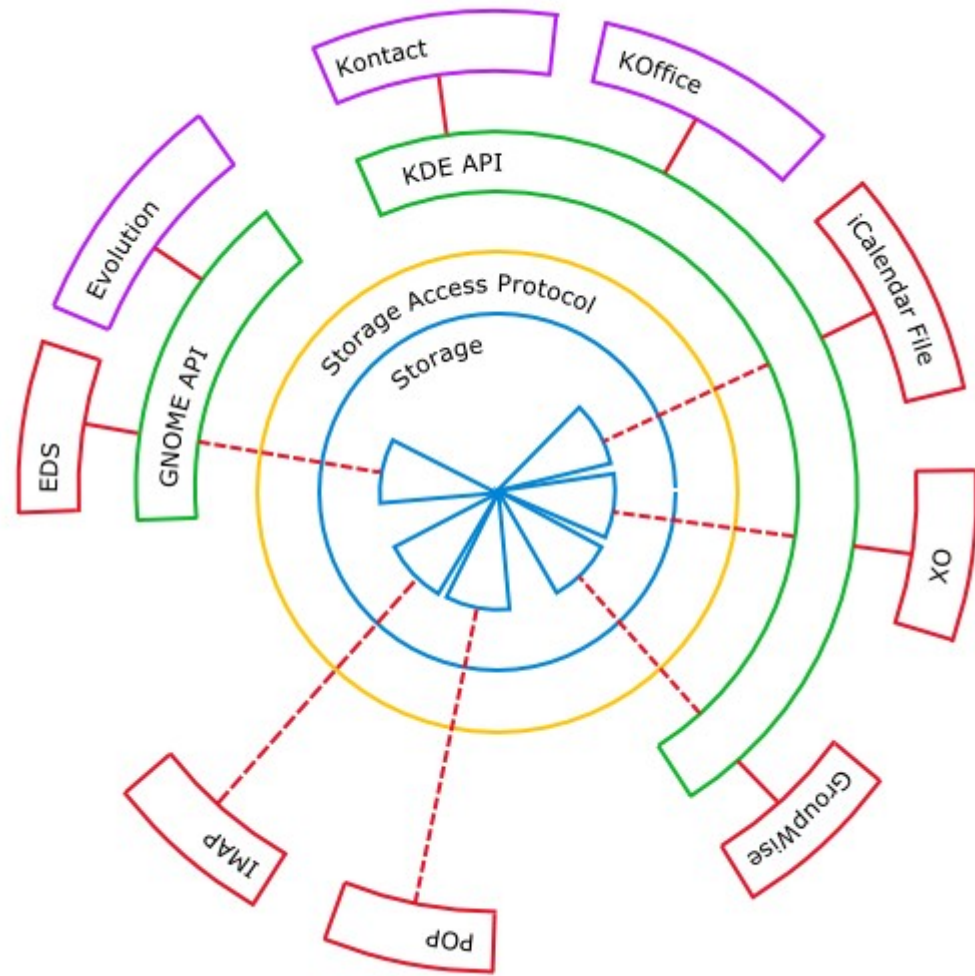 Kontact
KOffice
KDE API
Evolution
iCalendar File
Storage Access Protocol
Storage
GNOME API
EDS
OX
GroupWise
IMAP
POP